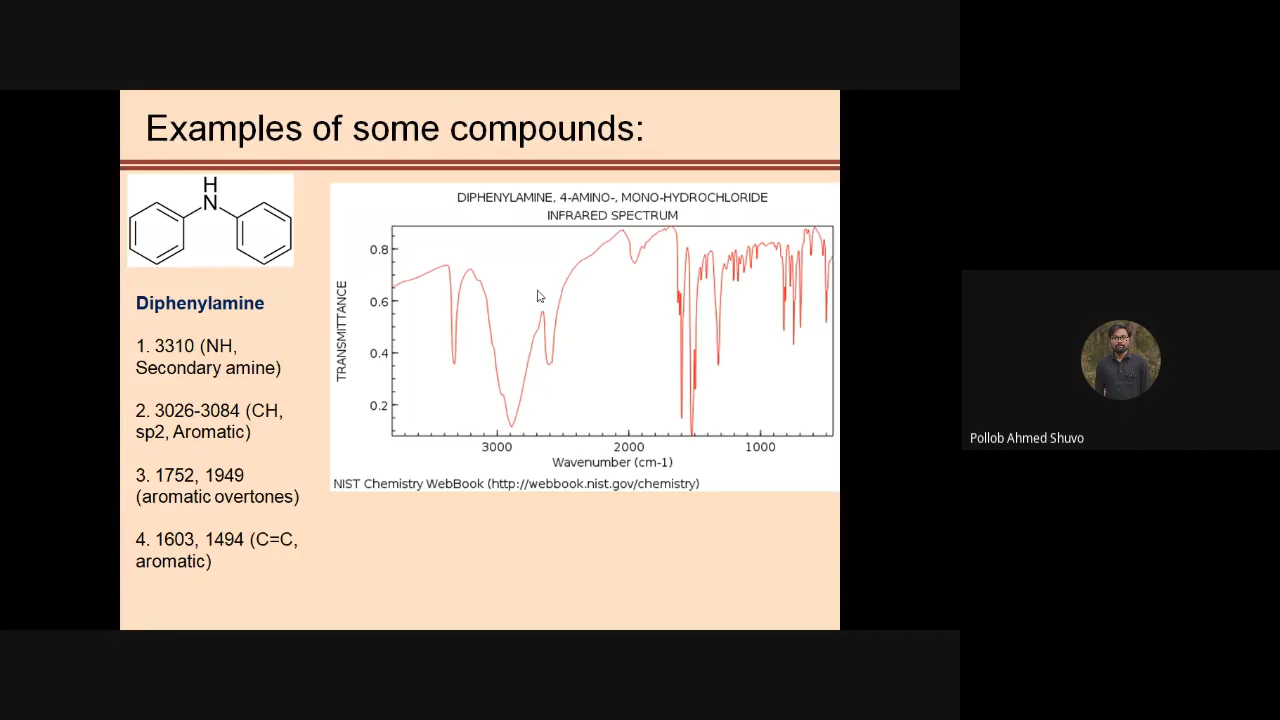 Examples of some compounds:
H
N
Diphenylamine
1. 3310 (NH,
Secondary amine)
2. 3026-3084 (CH,
sp2, Aromatic)
3. 1752, 1949
(aromatic overtones)
4. 1603, 1494 (C=C,
aromatic)
DIPHENYLAMINE, 4-AMINO-, MONO-HYDROCHLORIDE
INFRARED SPECTRUM
TRANSMITTANCE
0.8
0.6
0.4
0.2
3000 2000 1000
Wavenumber (cm-1)
NIST Chemistry WebBook (http://webbook.nist.gov/chemistry)
Pollob Ahmed Shuvo